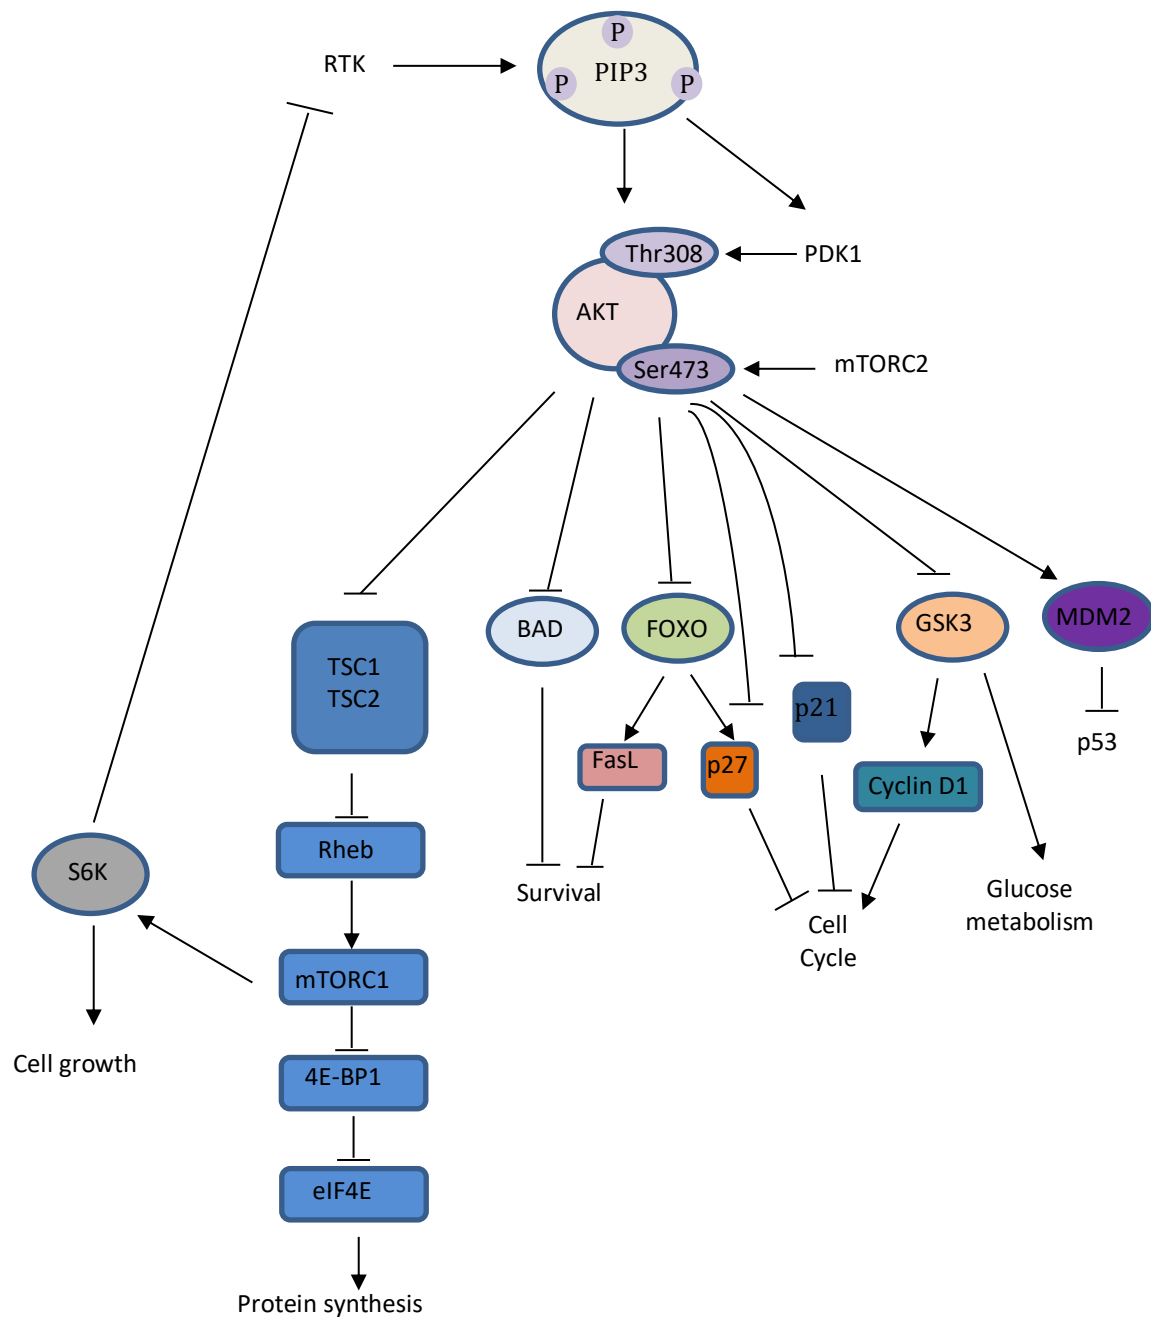 P
RTK
PIP3
P
P
Thr308
PDK1
AKT
Ser473
mTORC2
BAD
FOXO
GSK3
MDM2
TSC1
TSC2
p21
p53
FasL
p27
Cyclin D1
Rheb
S6K
Survival
Glucose
metabolism
Cell
Cycle
mTORC1
Cell growth
4E-BP1
eIF4E
Protein synthesis